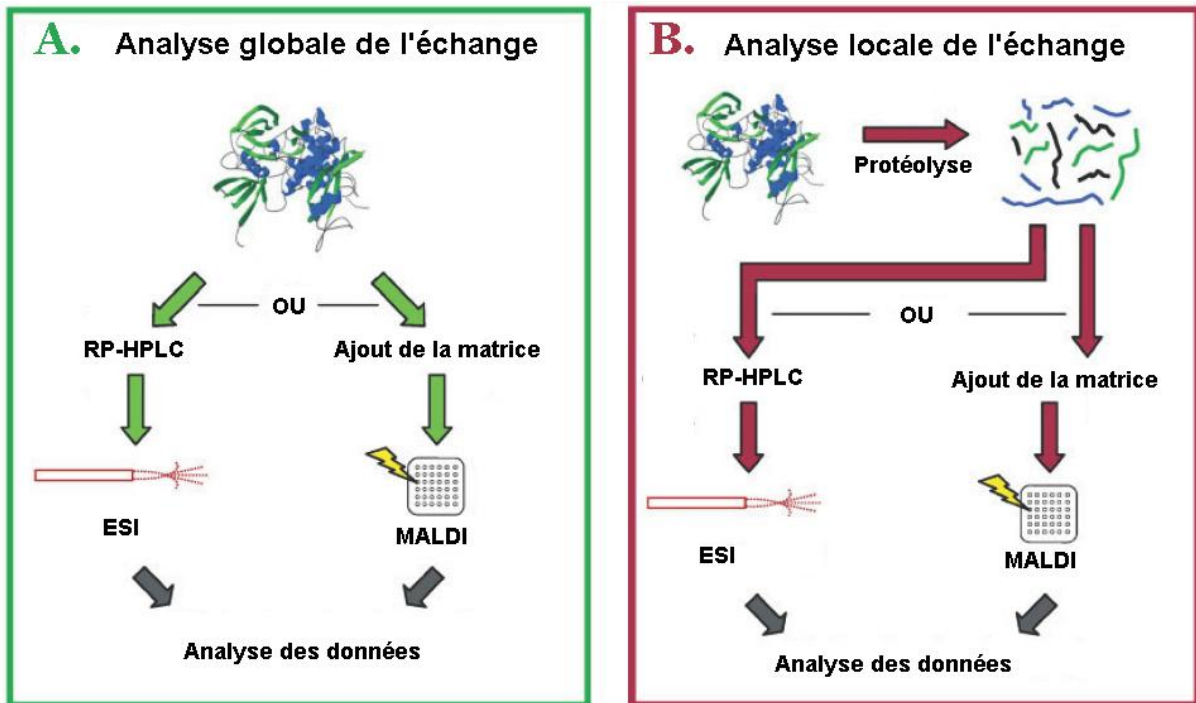 A. Analyse globale de l'échange
OU
RP-HPLC
Ajout de la matrice
ESI
MALDI
Analyse des données
B. Analyse locale de l'échange
Protéolyse
OU
RP-HPLC
Ajout de la matrice
ESI
MALDI
Analyse des données